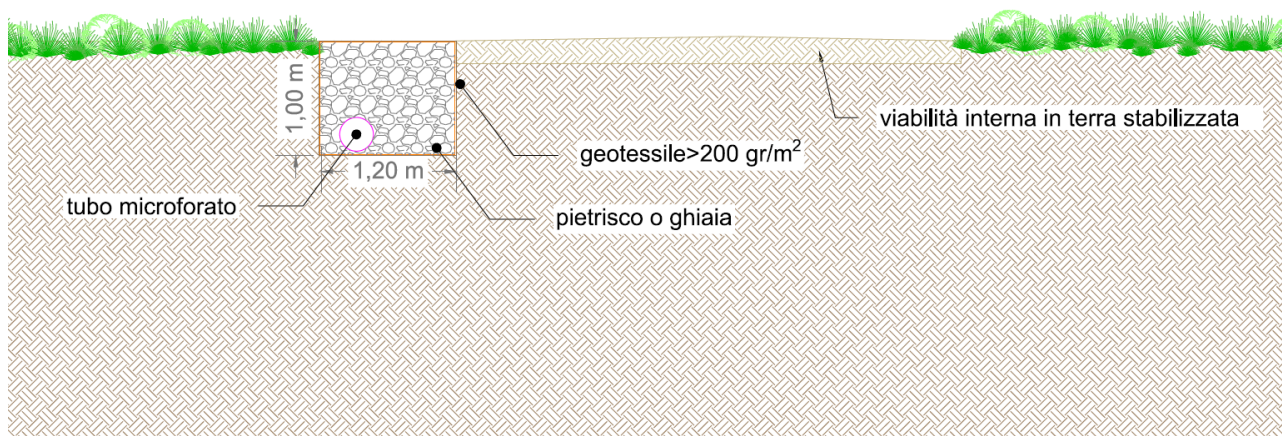 1,00 m
viabilità interna in terra stabilizzata
geotessile>200 gr/m²
1,20 m
tubo microforato
pietrisco o ghiaia